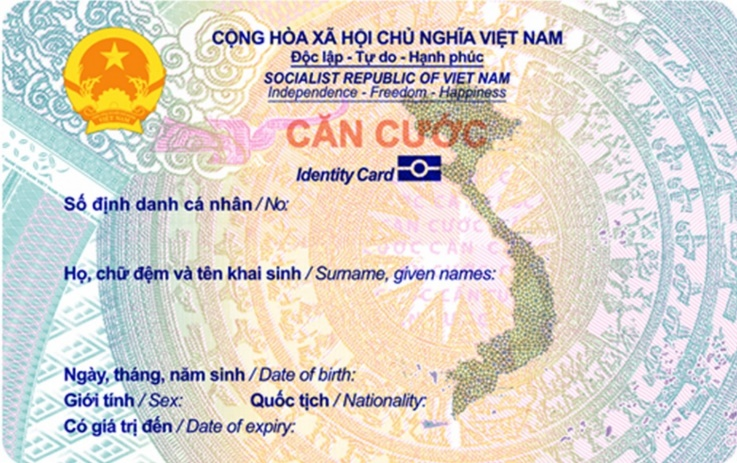 CỘNG HÒA XÃ HỘI CHỦ NGHĨA VIỆT NAM
Độc lập - Tự do - Hạnh phúc
SOCIALIST REPUBLIC OF VIET NAM
Independence - Freedom - Happiness
CĂN CƯỚC
Identity Card
Số định danh cá nhân / No:
Họ, chữ đệm và tên khai sinh / Surname, given names:
Ngày, tháng, năm sinh / Date of birth:
Giới tính / Sex: Quốc tịch / Nationality:
Có giá trị đến / Date of expiry: